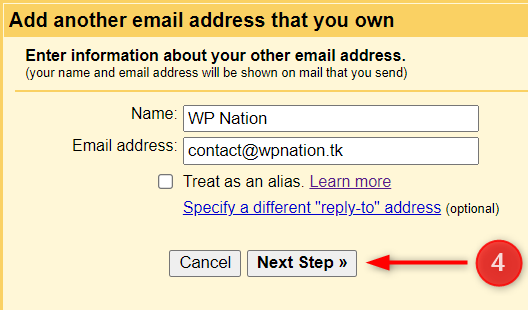 Add another email address that you own
Enter information about your other email address.
(your name and email address will be shown on mail that you send)
Name: WP Nation
Email address: contact@wpnation.tk
Treat as an alias. Learn more
Specify a different "reply-to" address (optional)
Cancel Next Step » 4